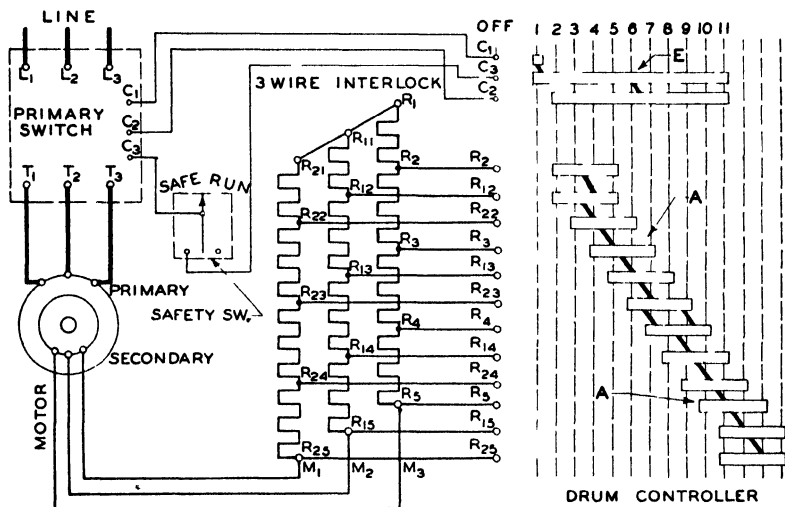 LINE
OFF
1 2 3 4 5 6 7 8 9 10 11
L1 L2 L3
C1
C3
C2
E
C1
PRIMARY
SWITCH
C2
C3
3 WIRE INTERLOCK
R1
R11
R21
T1 T2 T3
SAFE RUN
R2 R2
R12 R12
R22 R22
A
R3 R3
R13 R13
R23 R23
PRIMARY
SAFETY SW.
R4 R4
SECONDARY
R14 R14
R24 R24
MOTOR
R5 R5
A
R15 R15
R25 R25
M1 M2 M3
DRUM CONTROLLER